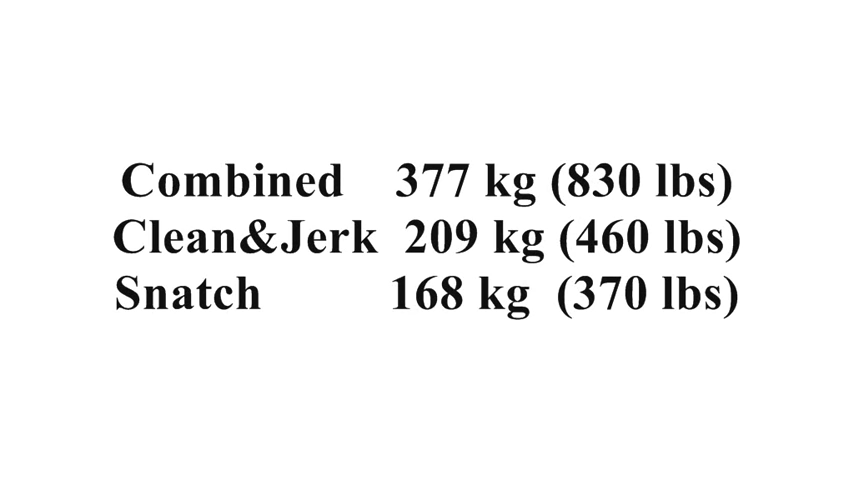 Combined 377 kg (830 lbs)
Clean&Jerk 209 kg (460 lbs)
Snatch 168 kg (370 lbs)